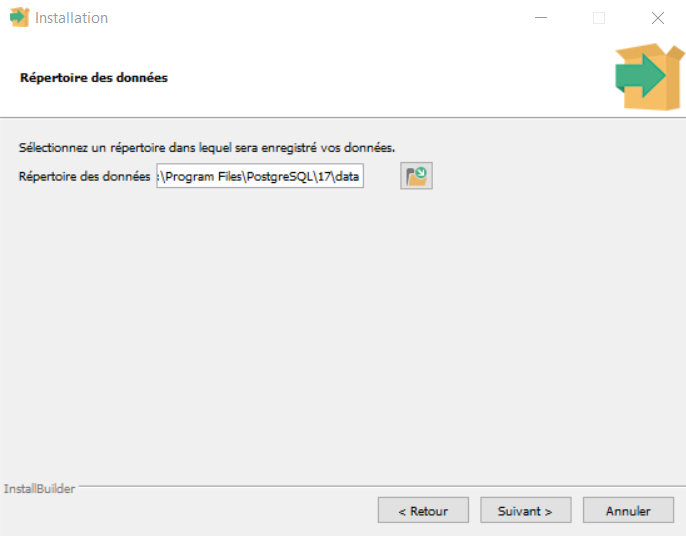 Installation
Répertoire des données
Sélectionnez un répertoire dans lequel sera enregistré vos données.
Répertoire des données :\Program Files\PostgreSQL\17\data
InstallBuilder
< Retour Suivant > Annuler